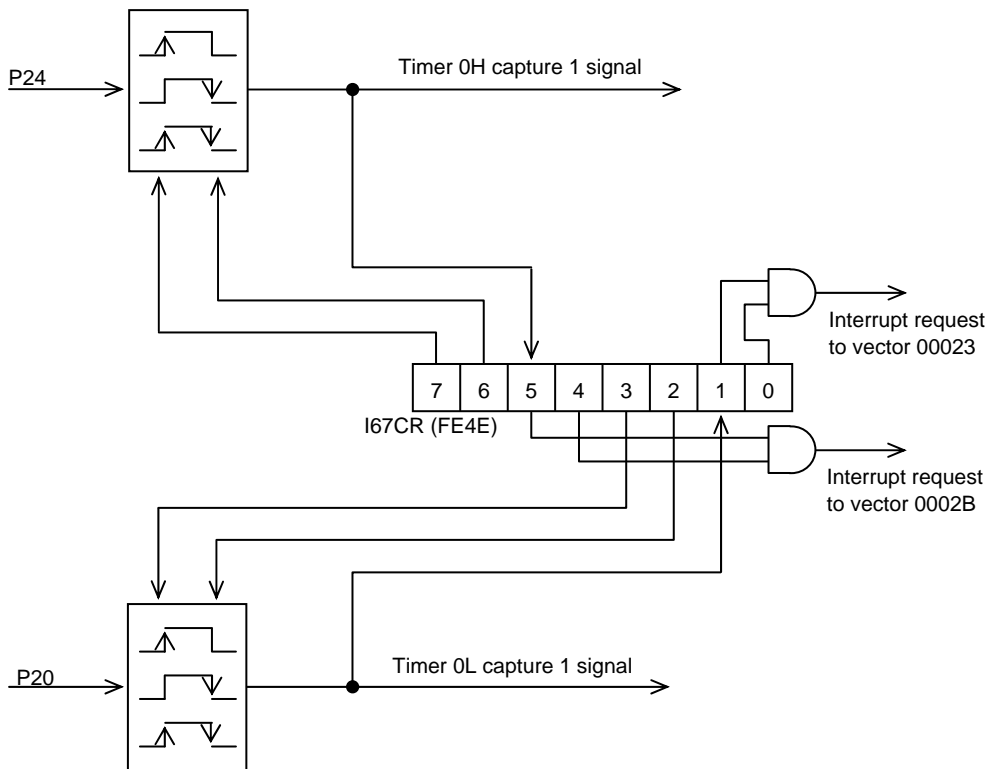 Timer 0H capture 1 signal
P24
Interrupt request
to vector 00023
7 6 5 4 3 2 1 0
I67CR (FE4E)
Interrupt request
to vector 0002B
Timer 0L capture 1 signal
P20